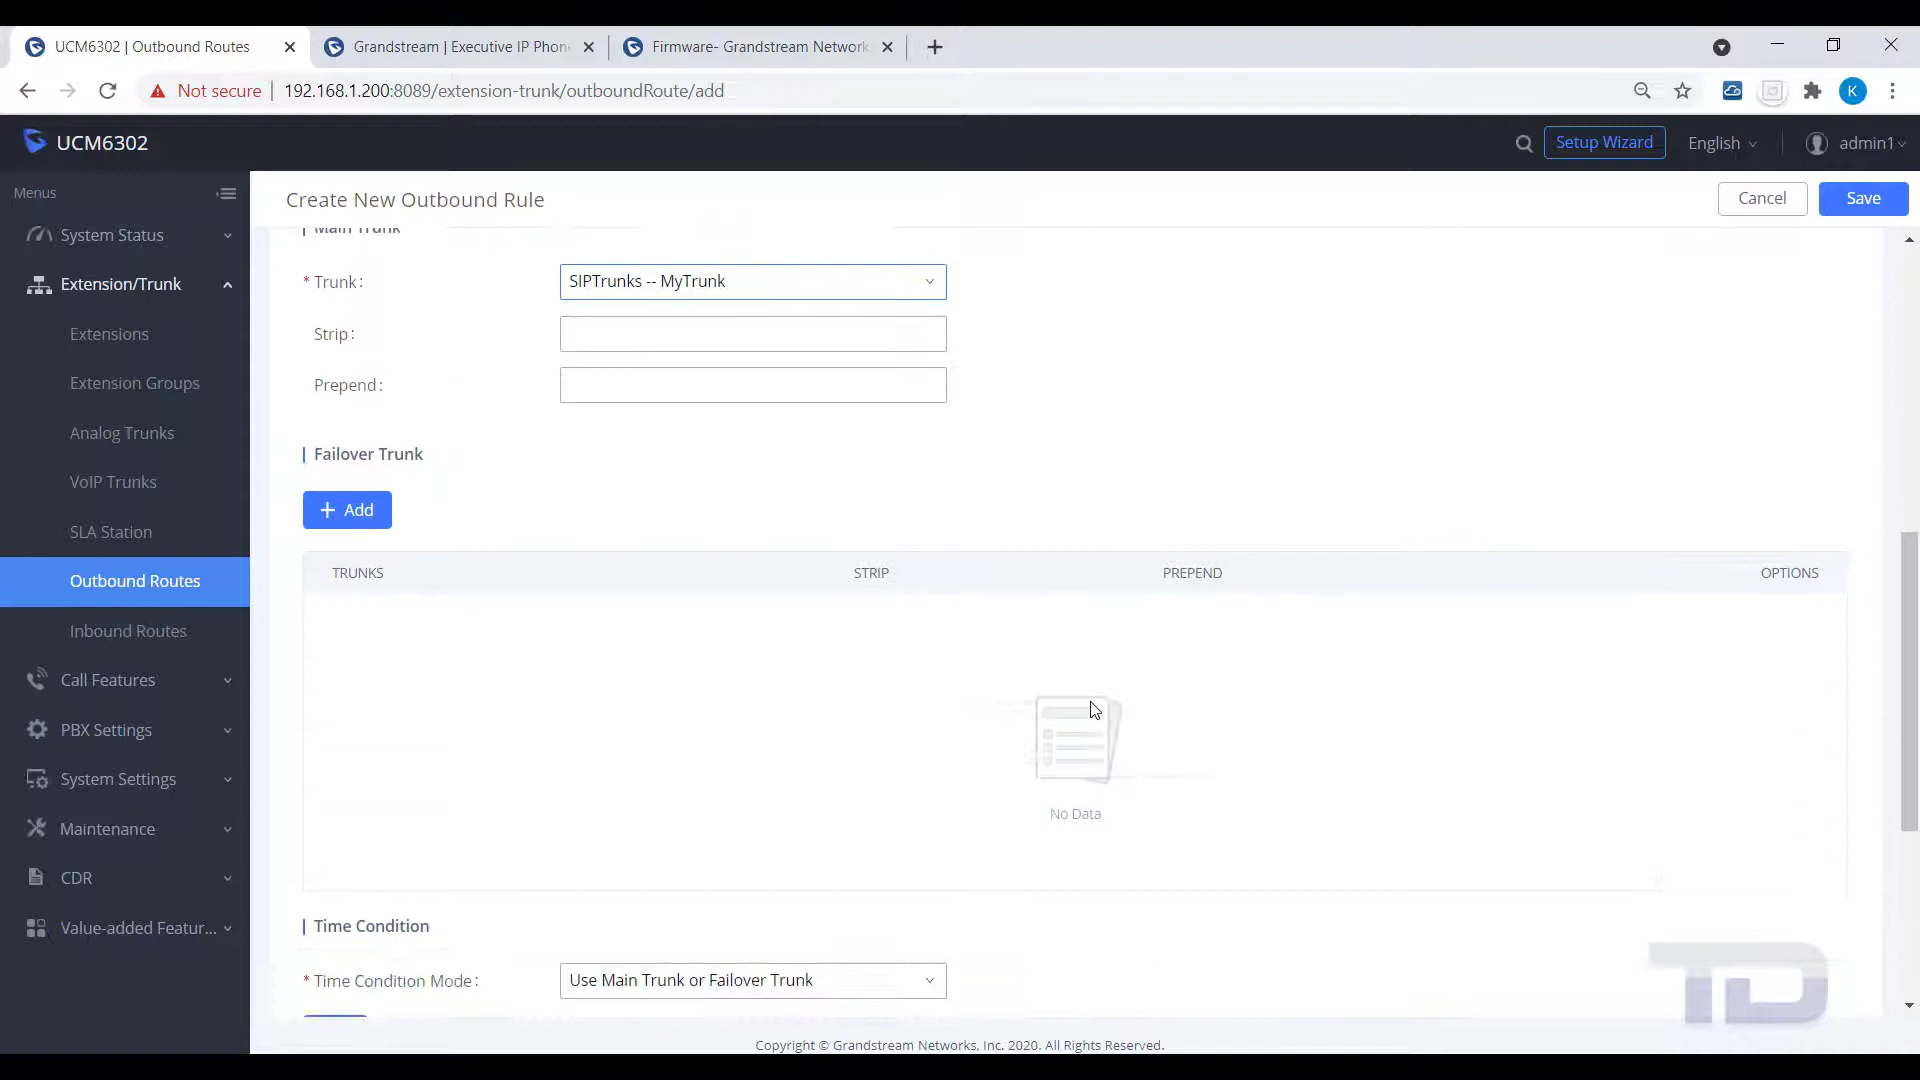 UCM6302 | Outbound Routes
Grandstream | Executive IP Phon
Firmware- Grandstream Network
Not secure
192.168.1.200:8089/extension-trunk/outboundRoute/add
K
UCM6302
Setup Wizard
English
admin1
Menus
System Status
Extension/Trunk
Extensions
Extension Groups
Analog Trunks
VoIP Trunks
SLA Station
Outbound Routes
Inbound Routes
Call Features
PBX Settings
System Settings
Maintenance
CDR
Value-added Featur...
Create New Outbound Rule
Cancel
Save
Main Trunk
* Trunk:
SIPTrunks -- MyTrunk
Strip:
Prepend:
Failover Trunk
+ Add
TRUNKS STRIP PREPEND OPTIONS
No Data
Time Condition
* Time Condition Mode:
Use Main Trunk or Failover Trunk
TD
Copyright © Grandstream Networks, Inc. 2020. All Rights Reserved.